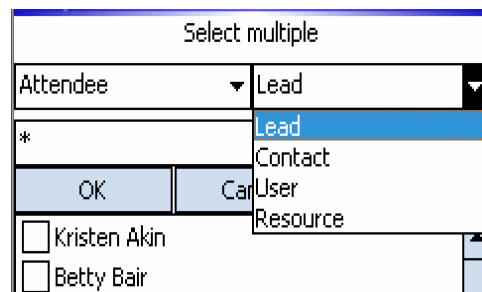 Select multiple
Attendee Lead
* Lead
Contact
OK User
Resource
Kristen Akin
Betty Bair